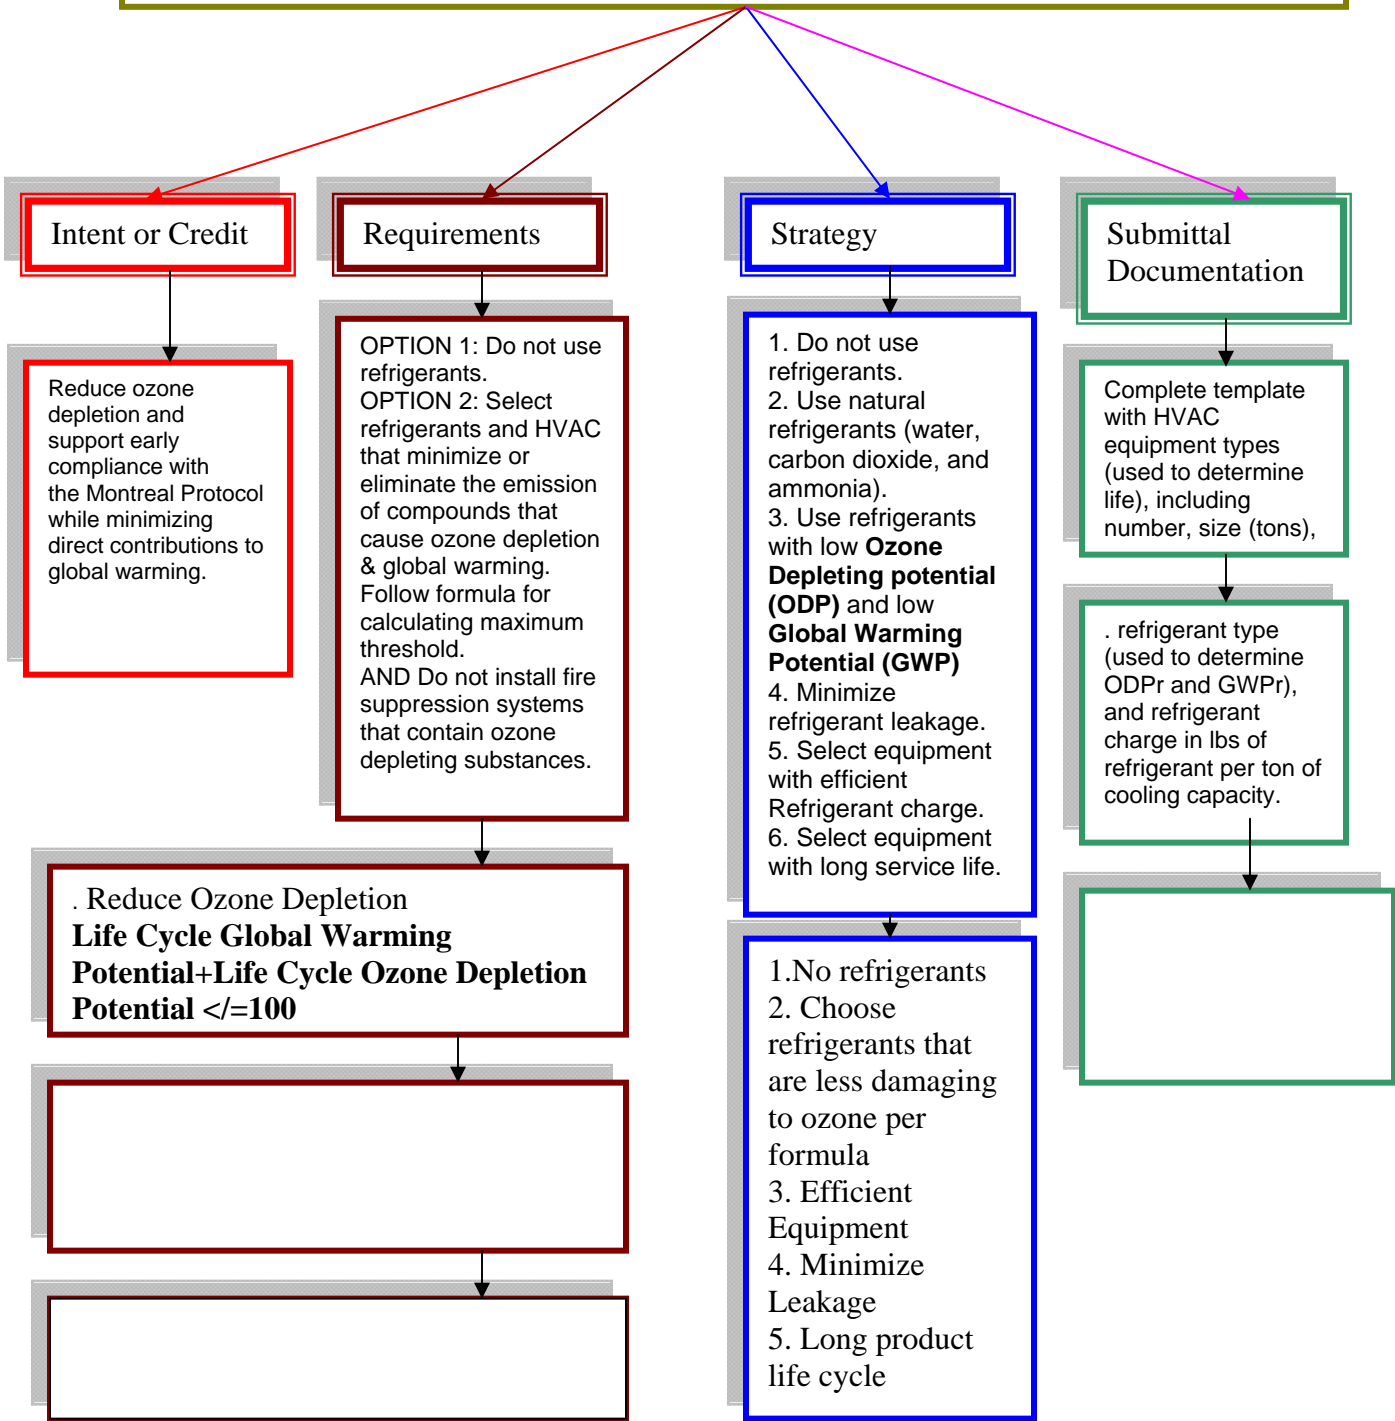 Intent or Credit
Reduce ozone
depletion and
support early
compliance with
the Montreal Protocol
while minimizing
direct contributions to
global warming.
Requirements
OPTION 1: Do not use
refrigerants.
OPTION 2: Select
refrigerants and HVAC
that minimize or
eliminate the emission
of compounds that
cause ozone depletion
& global warming.
Follow formula for
calculating maximum
threshold.
AND Do not install fire
suppression systems
that contain ozone
depleting substances.
. Reduce Ozone Depletion
Life Cycle Global Warming
Potential+Life Cycle Ozone Depletion
Potential </=100
Strategy
1. Do not use
refrigerants.
2. Use natural
refrigerants (water,
carbon dioxide, and
ammonia).
3. Use refrigerants
with low Ozone
Depleting potential
(ODP) and low
Global Warming
Potential (GWP)
4. Minimize
refrigerant leakage.
5. Select equipment
with efficient
Refrigerant charge.
6. Select equipment
with long service life.
1.No refrigerants
2. Choose
refrigerants that
are less damaging
to ozone per
formula
3. Efficient
Equipment
4. Minimize
Leakage
5. Long product
life cycle
Submittal
Documentation
Complete template
with HVAC
equipment types
(used to determine
life), including
number, size (tons),
. refrigerant type
(used to determine
ODPr and GWPr),
and refrigerant
charge in lbs of
refrigerant per ton of
cooling capacity.